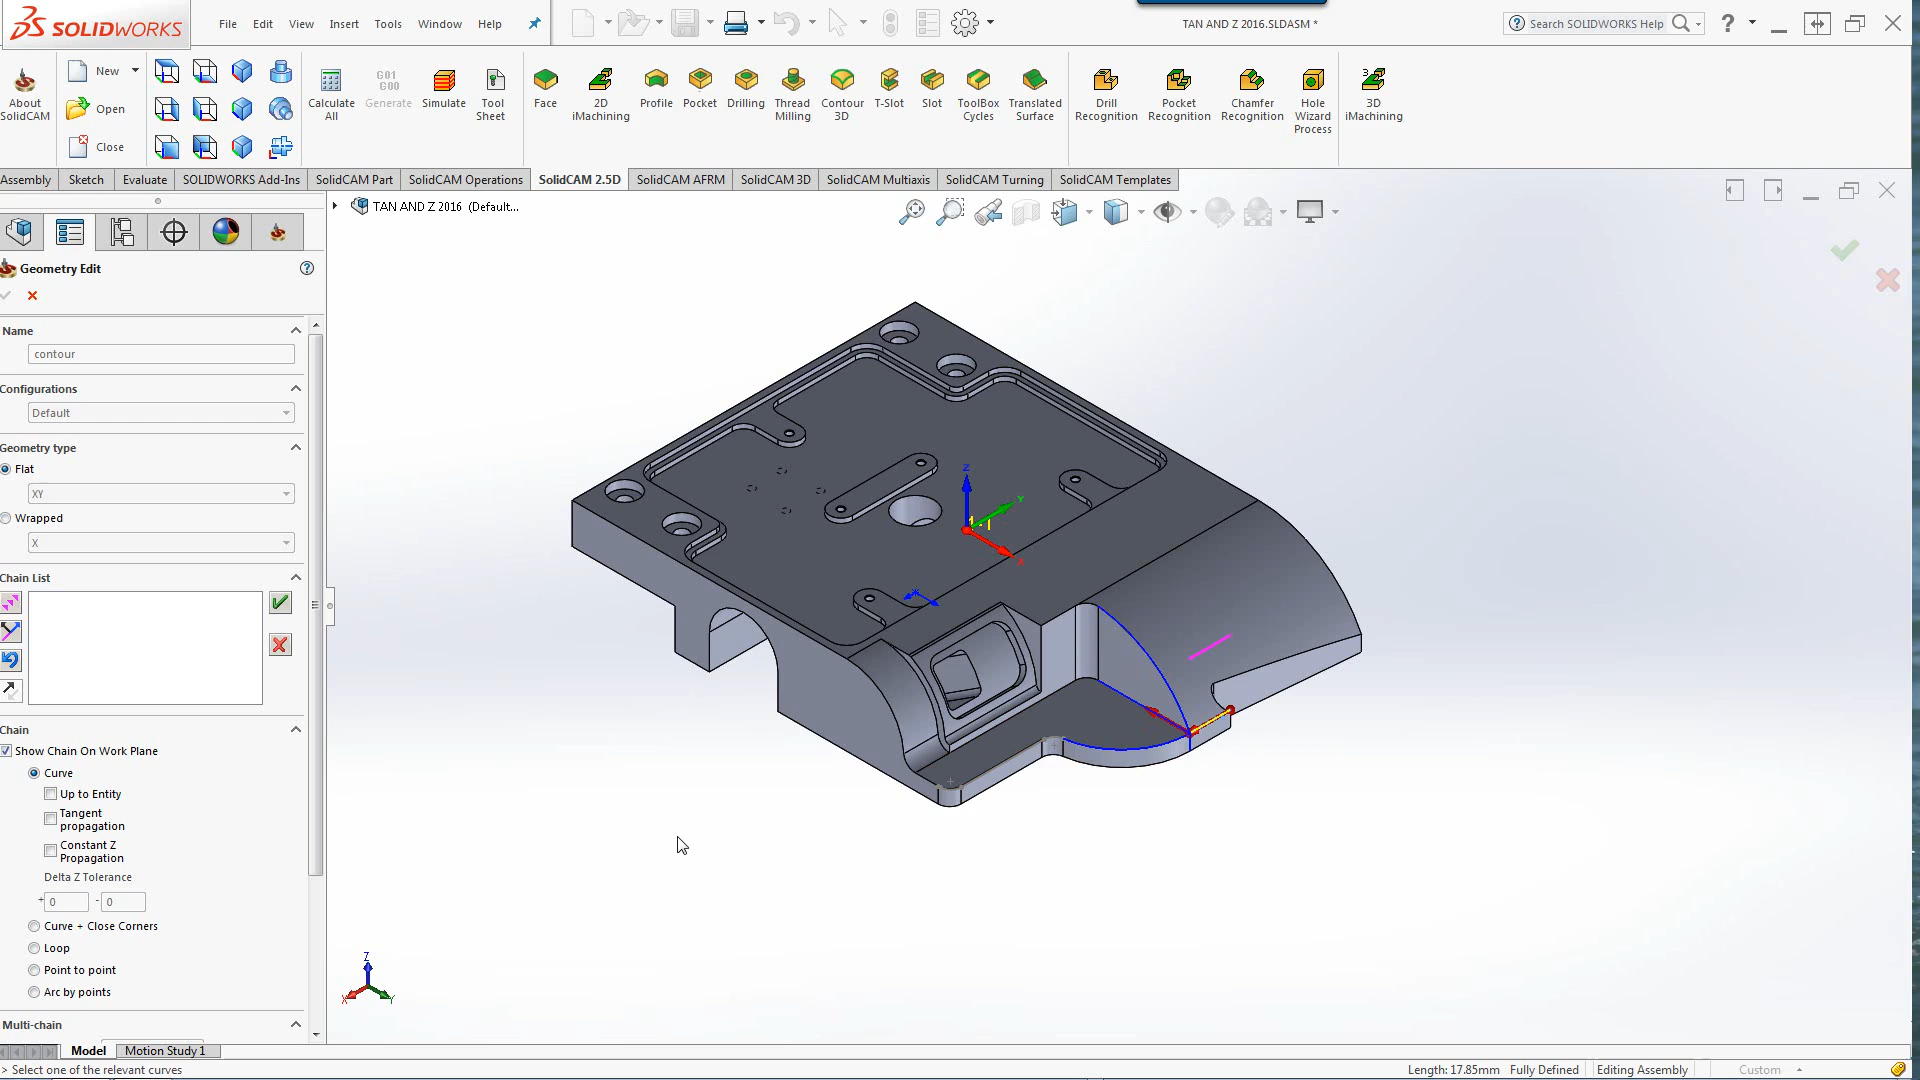 SOLIDWORKS
File Edit View Insert Tools Window Help
TAN AND Z 2016.SLDASM *
Search SOLIDWORKS Help
?
About SolidCAM
New
Open
Close
Calculate All
G01 G00 Generate
Simulate
Tool Sheet
Face
2D iMachining
Profile
Pocket
Drilling
Thread Milling
Contour 3D
T-Slot
Slot
ToolBox Cycles
Translated Surface
Drill Recognition
Pocket Recognition
Chamfer Recognition
Hole Wizard Process
3D iMachining
Assembly Sketch Evaluate SOLIDWORKS Add-Ins SolidCAM Part SolidCAM Operations SolidCAM 2.5D SolidCAM AFRM SolidCAM 3D SolidCAM Multiaxis SolidCAM Turning SolidCAM Templates
TAN AND Z 2016 (Default...
Geometry Edit
Name
contour
Configurations
Default
Geometry type
Flat
XY
Wrapped
X
Chain List
Chain
Show Chain On Work Plane
Curve
Up to Entity
Tangent propagation
Constant Z Propagation
Delta Z Tolerance
+ 0 - 0
Curve + Close Corners
Loop
Point to point
Arc by points
Multi-chain
Z
Y
X
Z
X
Y
Model Motion Study 1
> Select one of the relevant curves
Length: 17.85mm Fully Defined Editing Assembly Custom